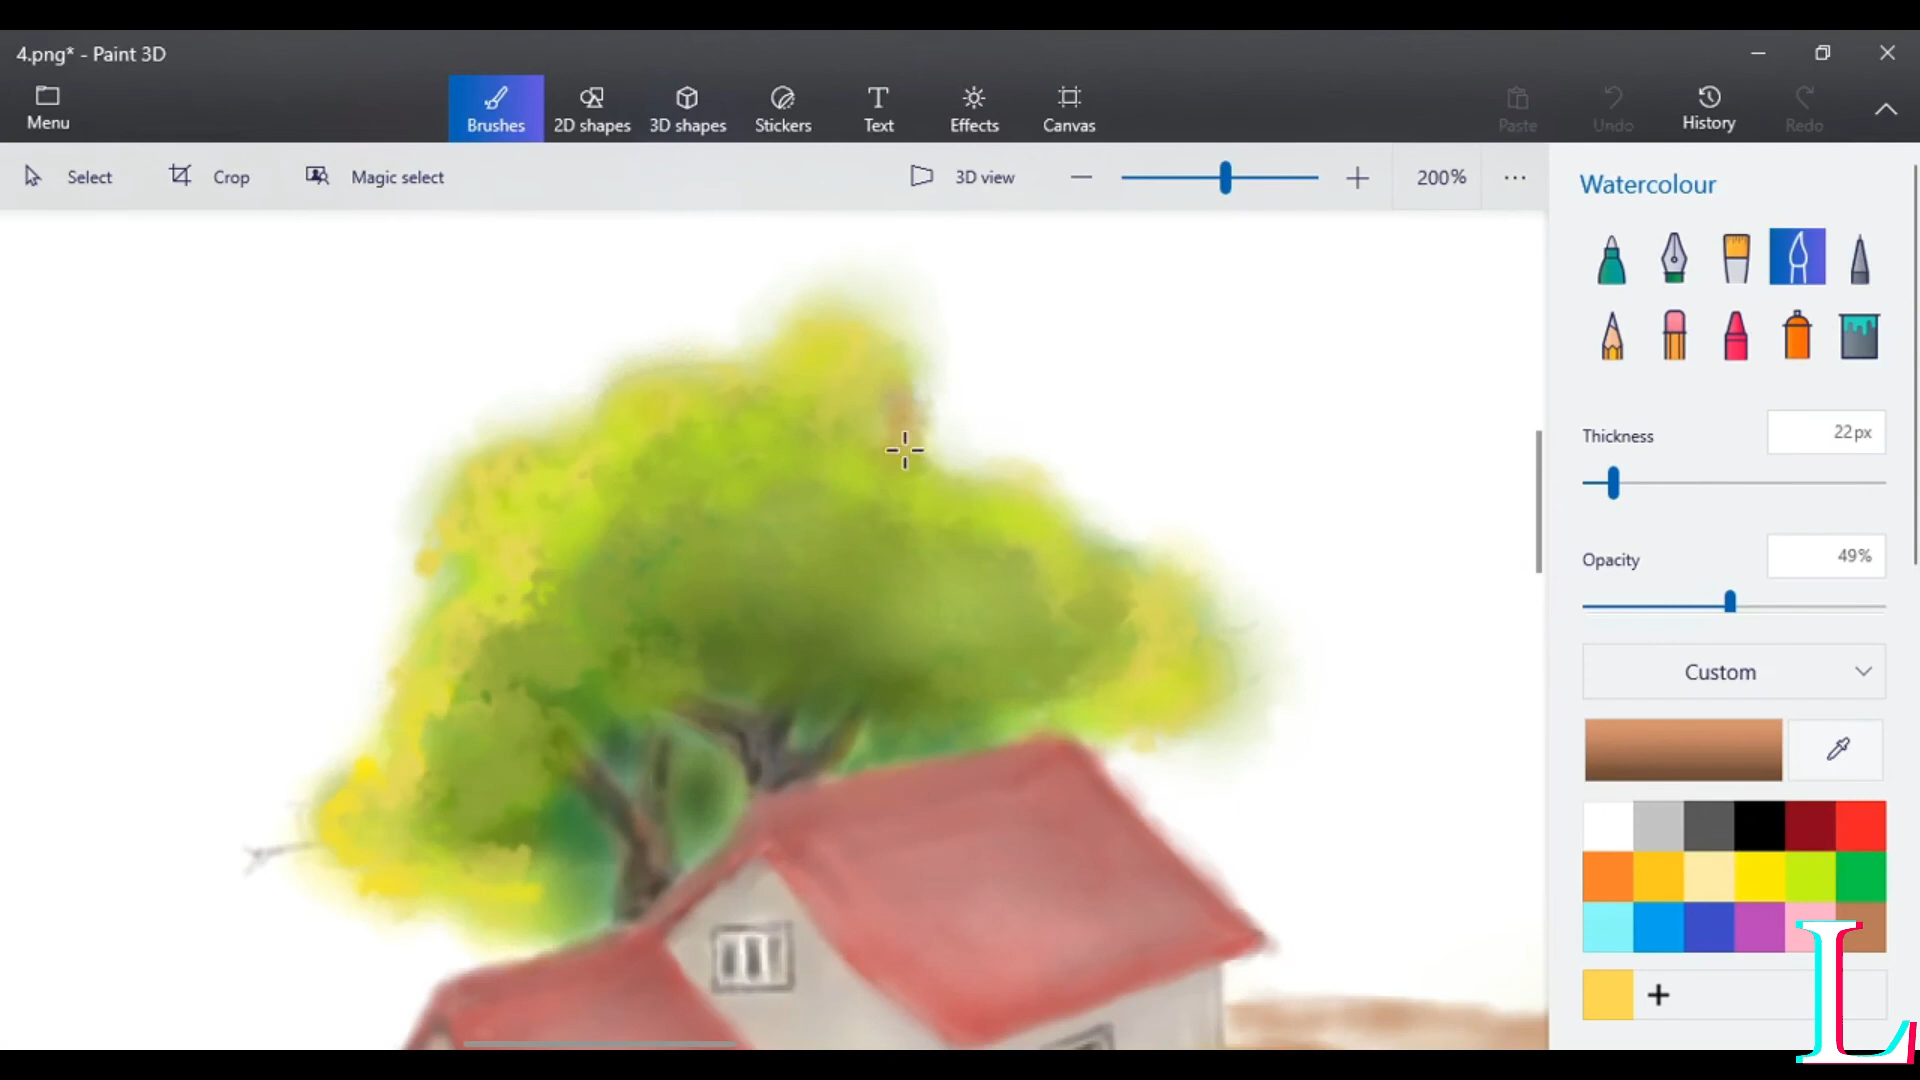 4.png* - Paint 3D
Menu
Brushes
2D shapes
3D shapes
Stickers
Text
Effects
Canvas
Paste
Undo
History
Redo
Select
Crop
Magic select
3D view
200%
Watercolour
Thickness
22px
Opacity
49%
Custom
L